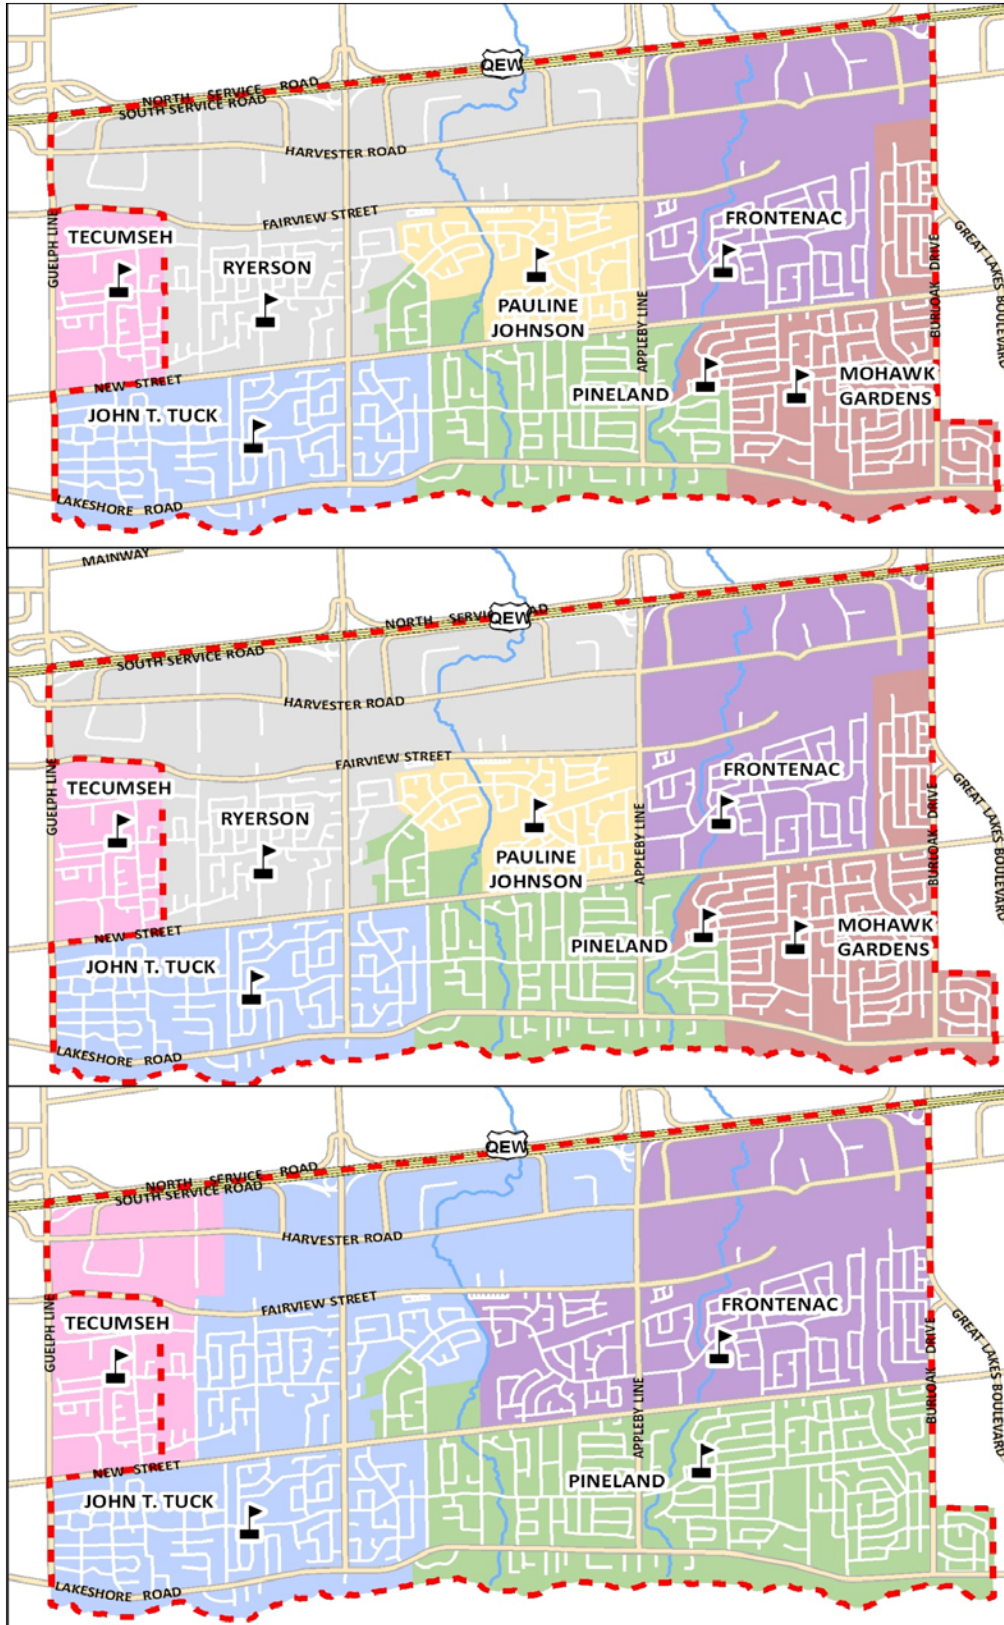 QEW
NORTH SERVICE ROAD
SOUTH SERVICE ROAD
HARVESTER ROAD
FAIRVIEW STREET
GUELPH LINE
TECUMSEH
RYERSON
FRONTENAC
PAULINE
JOHNSON
APPLEBY LINE
BURLOAK DRIVE
GREAT LAKES BOULEVARD
NEW STREET
JOHN T. TUCK
PINELAND
MOHAWK
GARDENS
LAKESHORE ROAD
MAINWAY
NORTH SERVI
AD
QEW
SOUTH SERVICE ROAD
HARVESTER ROAD
FAIRVIEW STREET
GUELPH LINE
TECUMSEH
RYERSON
FRONTENAC
PAULINE
JOHNSON
APPLEBY LINE
BURLOAK DRIVE
GREAT LAKES BOULEVARD
NEW STREET
JOHN T. TUCK
PINELAND
MOHAWK
GARDENS
LAKESHORE ROAD
QEW
NORTH SERVICE ROAD
SOUTH SERVICE ROAD
HARVESTER ROAD
FAIRVIEW STREET
GUELPH LINE
TECUMSEH
FRONTENAC
APPLEBY LINE
BURLOAK DRIVE
GREAT LAKES BOULEVARD
NEW STREET
JOHN T. TUCK
PINELAND
LAKESHORE ROAD